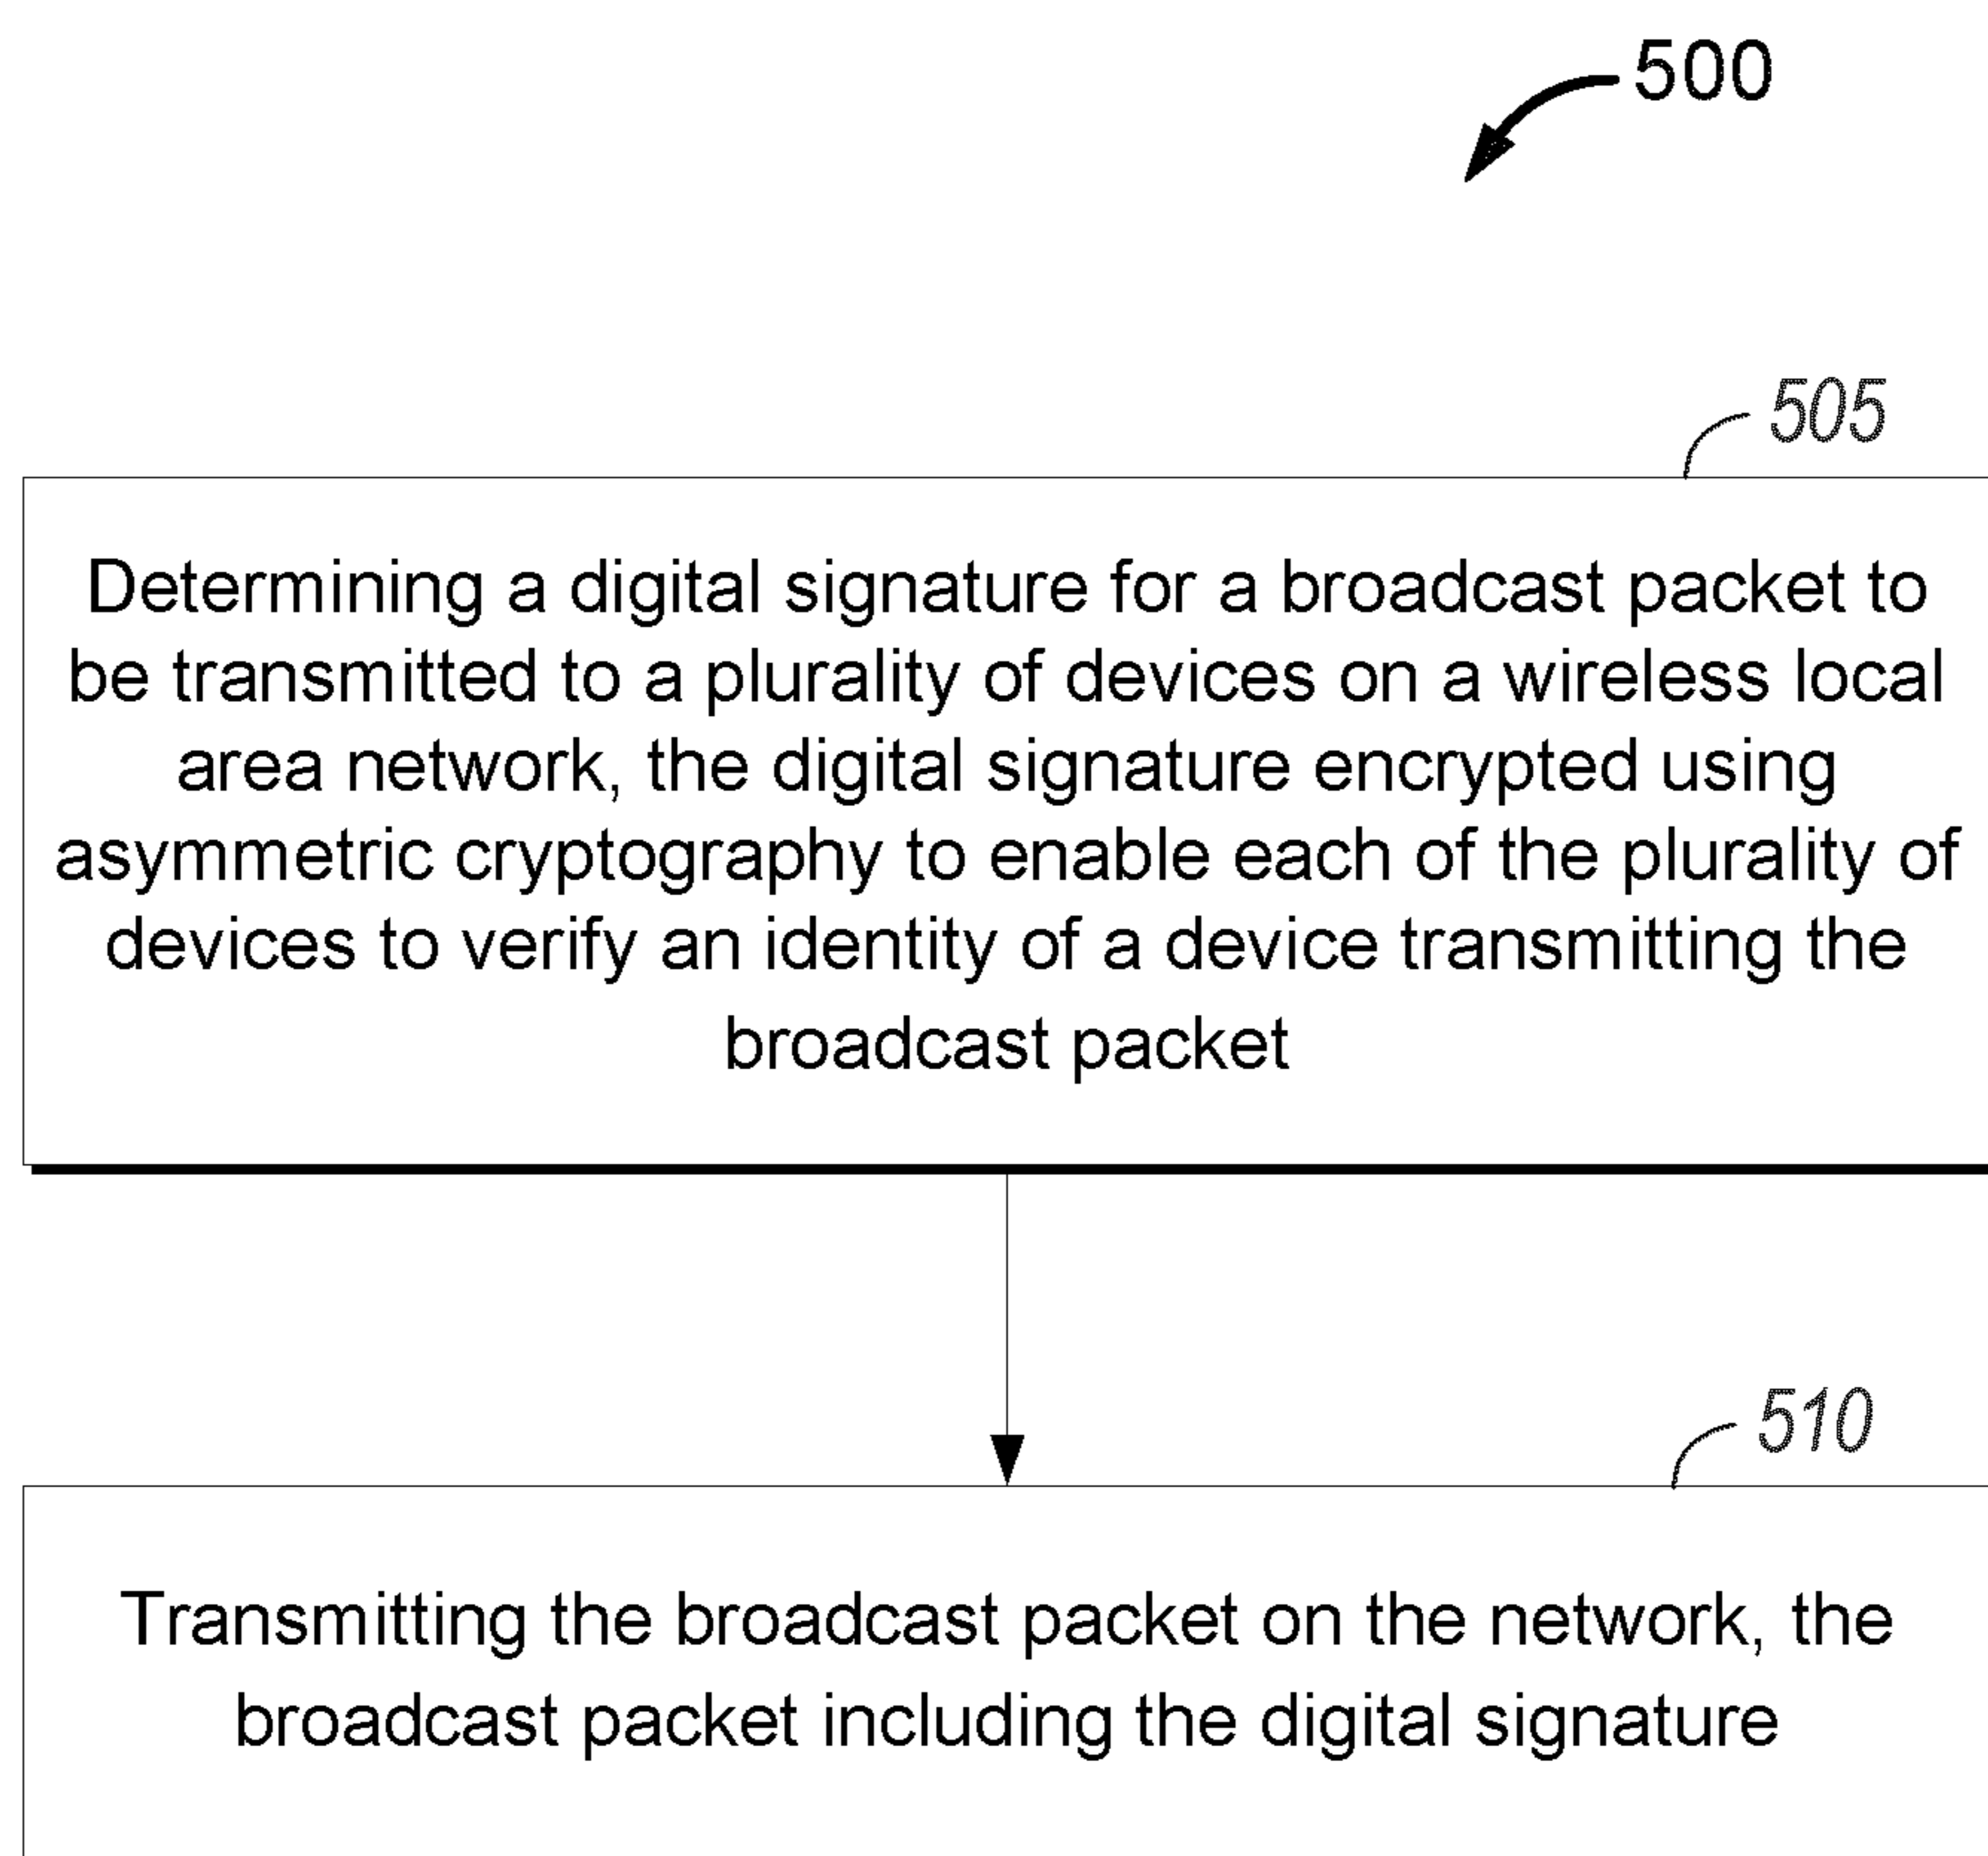 500
505
Determining a digital signature for a broadcast packet to
be transmitted to a plurality of devices on a wireless local
area network, the digital signature encrypted using
asymmetric cryptography to enable each of the plurality of
devices to verify an identity of a device transmitting the
broadcast packet
510
Transmitting the broadcast packet on the network, the
broadcast packet including the digital signature